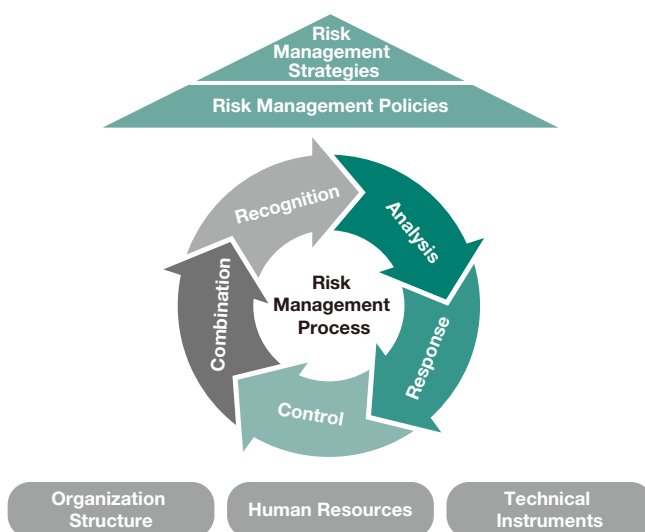 Risk
Management
Strategies
Risk Management Policies
Recognition
Analysis
Response
Control
Combination
Risk
Management
Process
Organization
Structure
Human Resources
Technical
Instruments